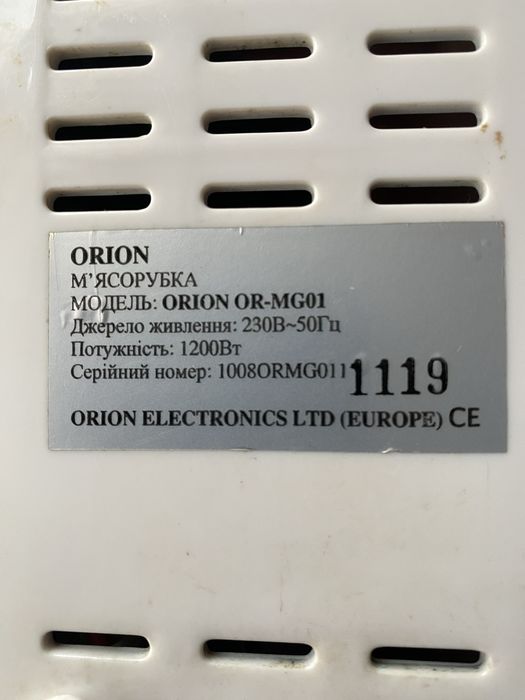 ORION
М'ЯСОРУБКА
МОДЕЛЬ: ORION OR-MG01
Джерело живлення: 230В~50Гц
Потужність: 1200Вт
Серійний номер: 1008ORMG011 1119
ORION ELECTRONICS LTD (EUROPE) CE